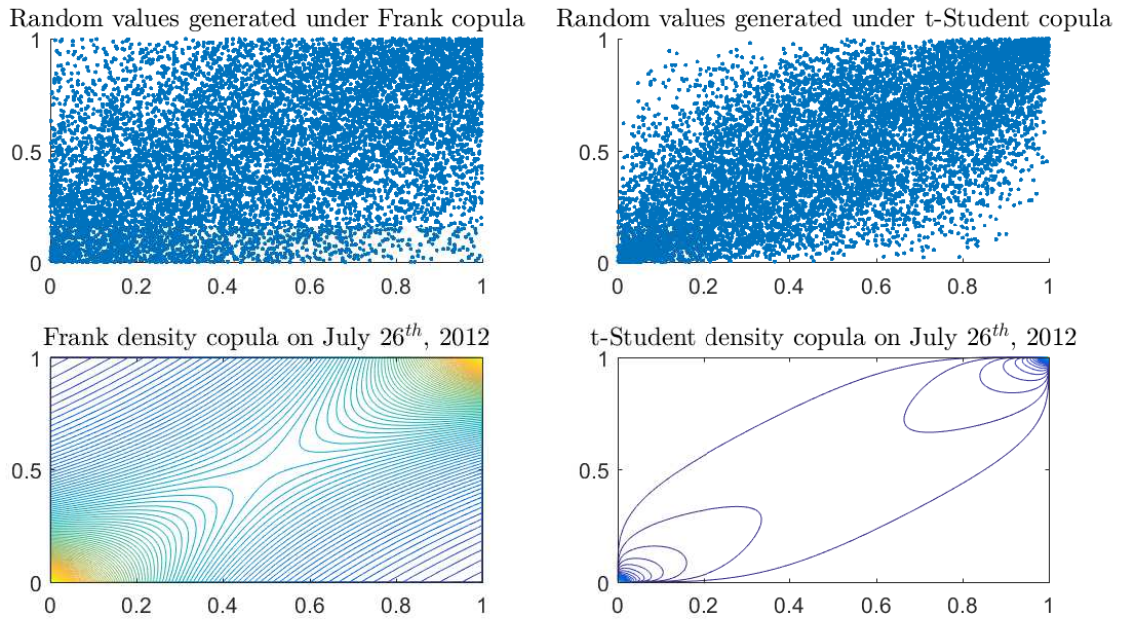 Random values generated under Frank copula
Random values generated under t-Student copula
1
0.5
0
0 0.2 0.4 0.6 0.8 1
1
0.5
0
0 0.2 0.4 0.6 0.8 1
Frank density copula on July 26th, 2012
t-Student density copula on July 26th, 2012
1
0.5
0
0 0.2 0.4 0.6 0.8 1
1
0.5
0
0 0.2 0.4 0.6 0.8 1